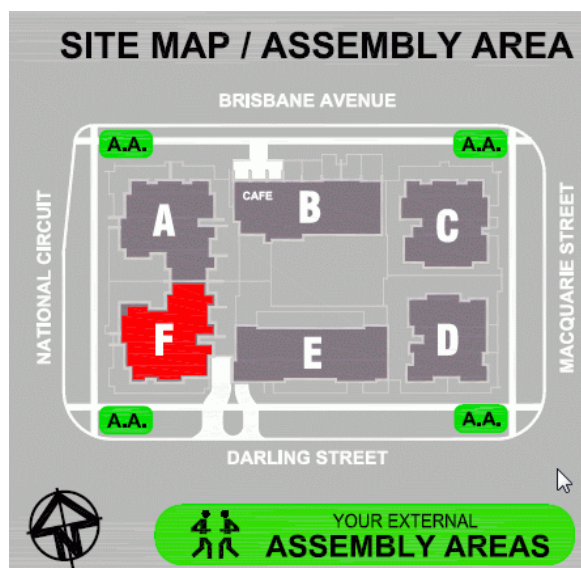 SITE MAP / ASSEMBLY AREA
BRISBANE AVENUE
A.A.
A.A.
CAFE
A
B
C
NATIONAL CIRCUIT
MACQUARIE STREET
F
E
D
A.A.
A.A.
DARLING STREET
N
YOUR EXTERNAL
ASSEMBLY AREAS